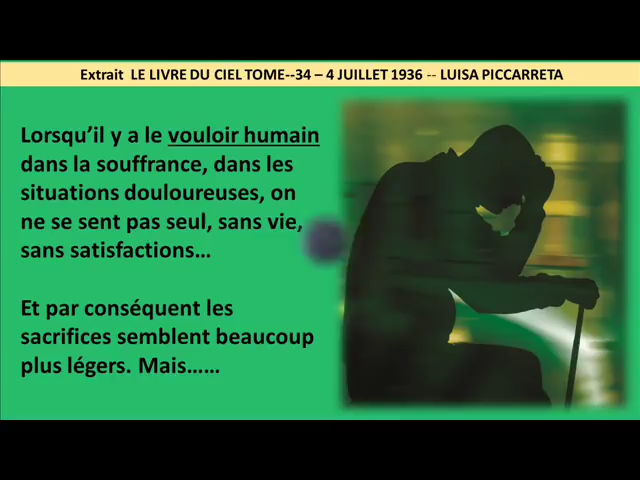 Extrait LE LIVRE DU CIEL TOME--34 – 4 JUILLET 1936 -- LUISA PICCARRETA
Lorsqu’il y a le vouloir humain
dans la souffrance, dans les
situations douloureuses, on
ne se sent pas seul, sans vie,
sans satisfactions…
Et par conséquent les
sacrifices semblent beaucoup
plus légers. Mais……